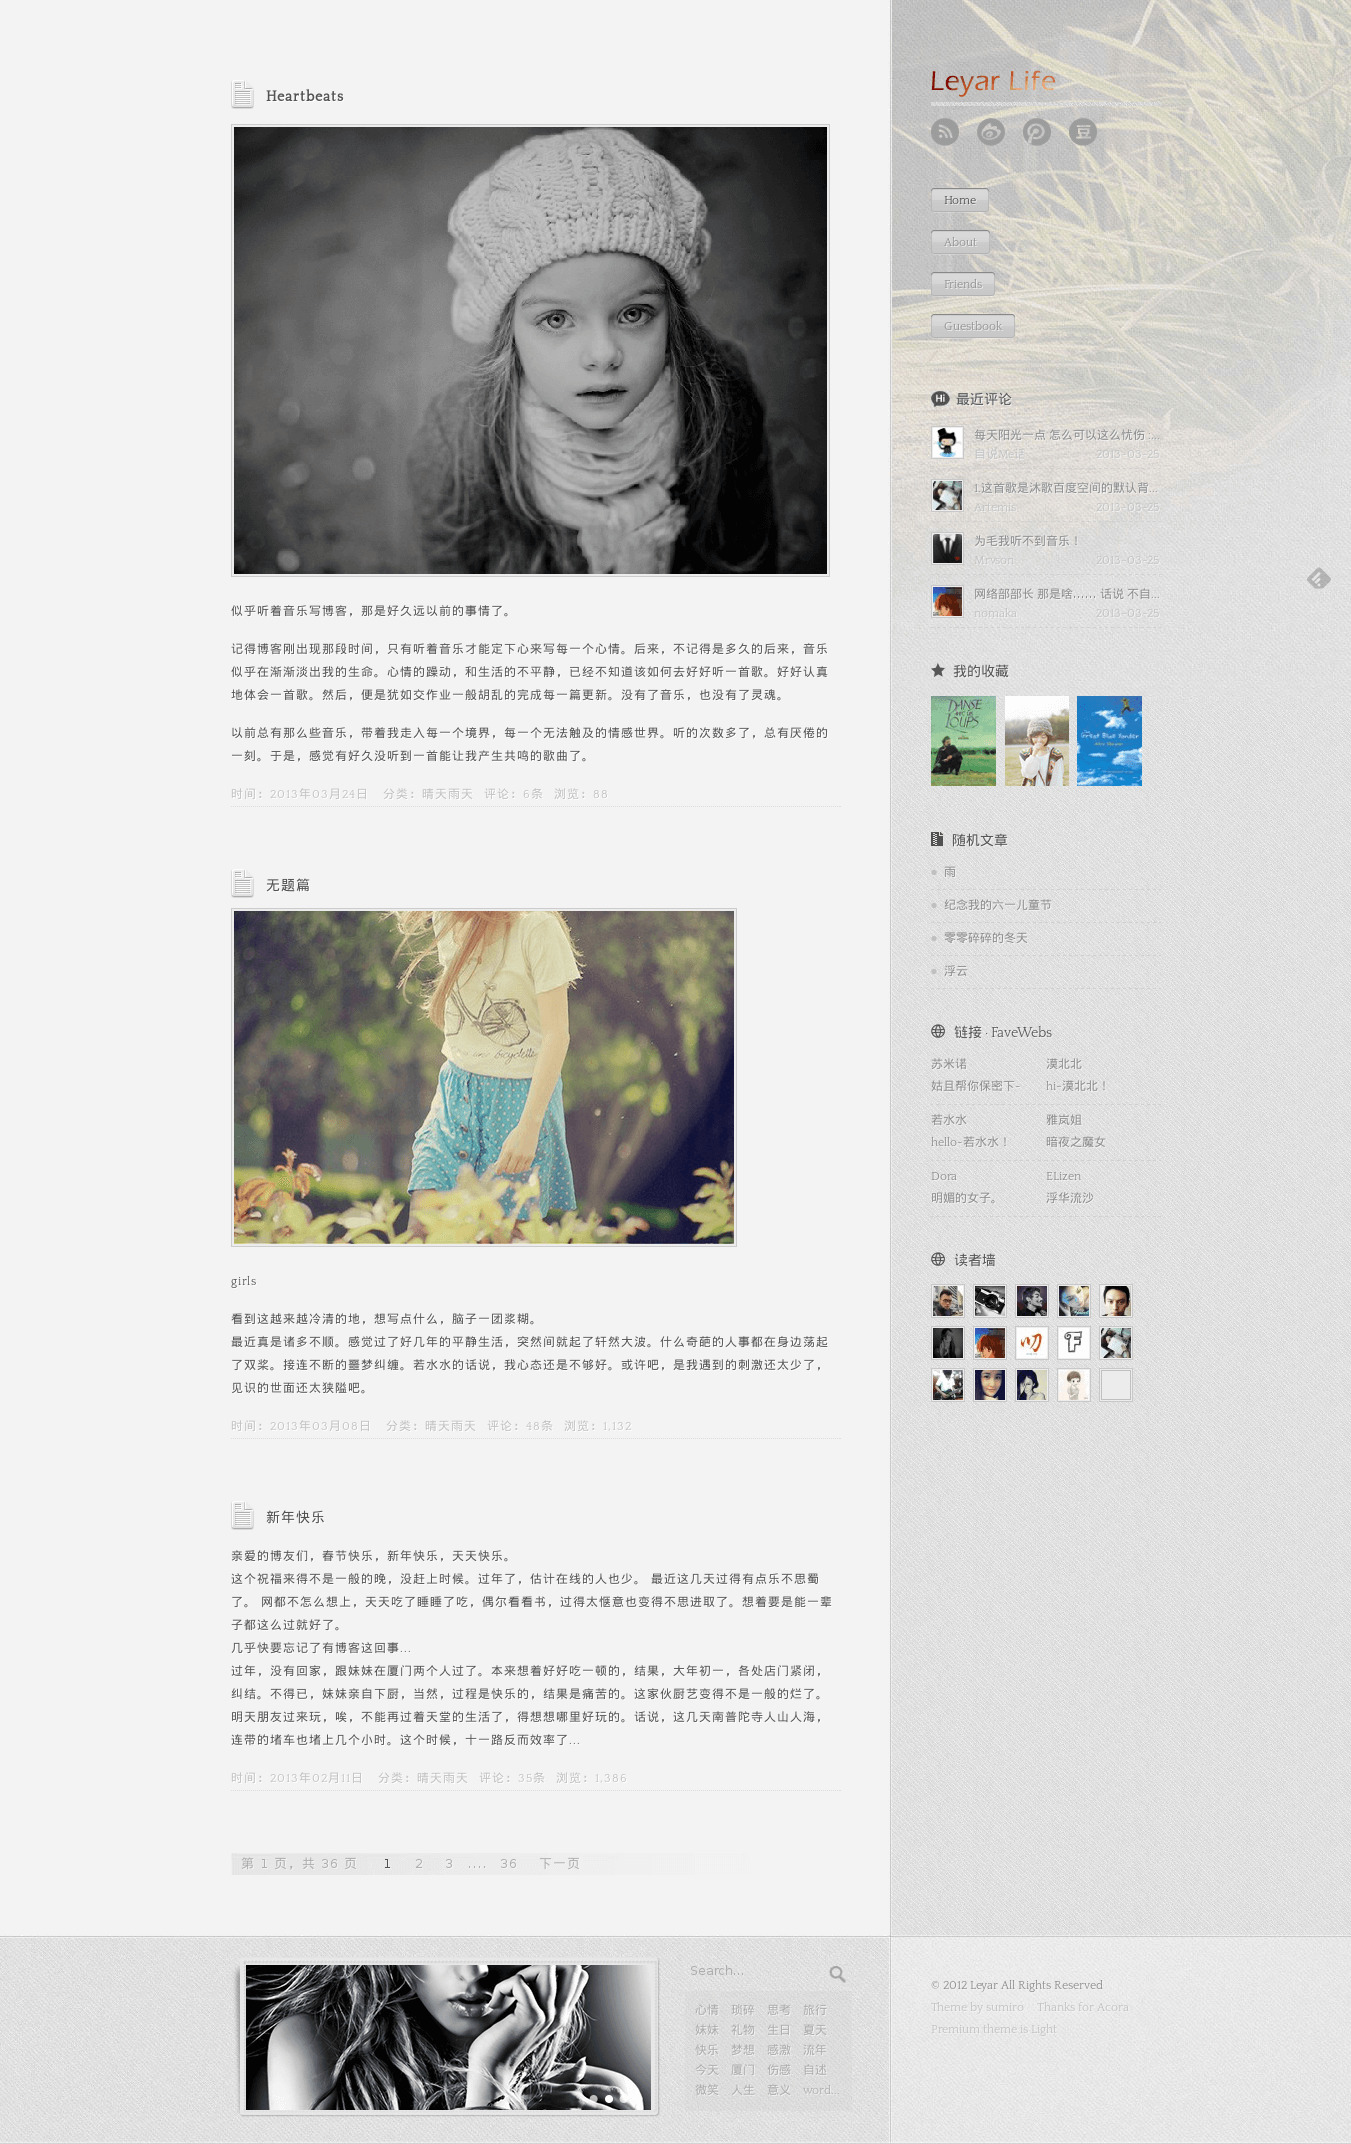 Heartbeats
似乎听着音乐写博客，那是好久远以前的事情了。
记得博客刚出现那段时间，只有听着音乐才能定下心来写每一个心情。后来，不记得是多久的后来，音乐
似乎在渐渐淡出我的生命。心情的躁动，和生活的不平静，已经不知道该如何去好好听一首歌。好好认真
地体会一首歌。然后，便是犹如交作业一般胡乱的完成每一篇更新。没有了音乐，也没有了灵魂。
以前总有那么些音乐，带着我走入每一个境界，每一个无法触及的情感世界。听的次数多了，总有厌倦的
一刻。于是，感觉有好久没听到一首能让我产生共鸣的歌曲了。
时间：2013年03月24日 分类：晴天雨天 评论：6条 浏览：88
无题篇
girls
看到这越来越冷清的地，想写点什么，脑子一团浆糊。
最近真是诸多不顺。感觉过了好几年的平静生活，突然间就起了轩然大波。什么奇葩的人事都在身边荡起
了双桨。接连不断的噩梦纠缠。若水水的话说，我心态还是不够好。或许吧，是我遇到的刺激还太少了，
见识的世面还太狭隘吧。
时间：2013年03月08日 分类：晴天雨天 评论：48条 浏览：1,132
新年快乐
亲爱的博友们，春节快乐，新年快乐，天天快乐。
这个祝福来得不是一般的晚，没赶上时候。过年了，估计在线的人也少。 最近这几天过得有点乐不思蜀
了。 网都不怎么想上，天天吃了睡睡了吃，偶尔看看书，过得太惬意也变得不思进取了。想着要是能一辈
子都这么过就好了。
几乎快要忘记了有博客这回事...
过年，没有回家，跟妹妹在厦门两个人过了。本来想着好好吃一顿的，结果，大年初一，各处店门紧闭，
纠结。不得已，妹妹亲自下厨，当然，过程是快乐的，结果是痛苦的。这家伙厨艺变得不是一般的烂了。
明天朋友过来玩，唉，不能再过着天堂的生活了，得想想哪里好玩的。话说，这几天南普陀寺人山人海，
连带的堵车也堵上几个小时。这个时候，十一路反而效率了...
时间：2013年02月11日 分类：晴天雨天 评论：35条 浏览：1,386
第 1 页，共 36 页 1 2 3 .... 36 下一页
Leyar Life
豆
Home
About
Friends
Guestbook
Hi 最近评论
每天阳光一点 怎么可以这么忧伤 :...
自说Me话 2013-03-25
1.这首歌是沐歌百度空间的默认背...
Artemis 2013-03-25
为毛我听不到音乐！
Mrvson 2013-03-25
网络部部长 那是啥...... 话说 不自...
nomaka 2013-03-25
我的收藏
DANSE
LOUPS
Great Blue Yonder
随机文章
雨
纪念我的六一儿童节
零零碎碎的冬天
浮云
链接 · FaveWebs
苏米诺 漠北北
姑且帮你保密下~ hi~漠北北！
若水水 雅岚姐
hello~若水水！ 暗夜之魔女
Dora ELizen
明媚的女子。 浮华流沙
读者墙
Search...
心情 琐碎 思考 旅行
妹妹 礼物 生日 夏天
快乐 梦想 感激 流年
今天 厦门 伤感 自述
微笑 人生 意义 word...
© 2012 Leyar All Rights Reserved
Theme by sumiro Thanks for Acora
Premium theme is Light